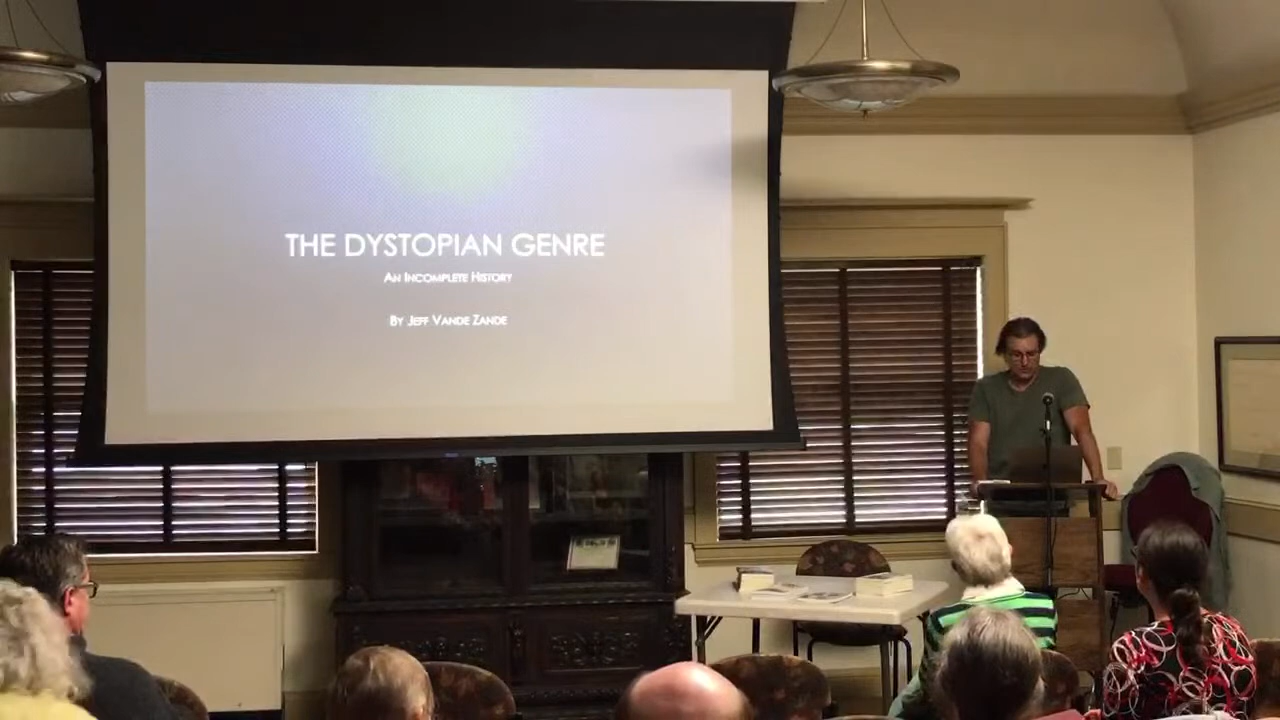 THE DYSTOPIAN GENRE
AN INCOMPLETE HISTORY
BY JEFF VANDE ZANDE